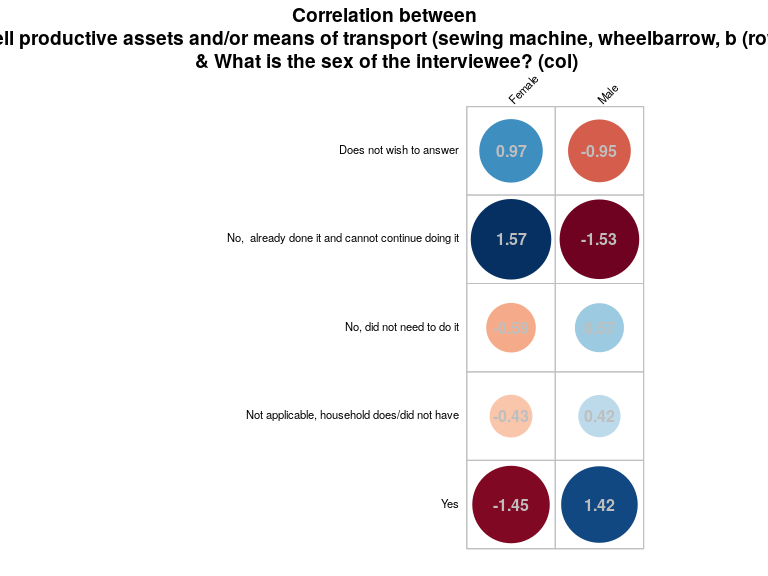 Correlation between
ell productive assets and/or means of transport (sewing machine, wheelbarrow, b (ro
& What is the sex of the interviewee? (col)
Female Male
Does not wish to answer 0.97 -0.95
No,  already done it and cannot continue doing it 1.57 -1.53
No, did not need to do it
Not applicable, household does/did not have -0.43 0.42
Yes -1.45 1.42